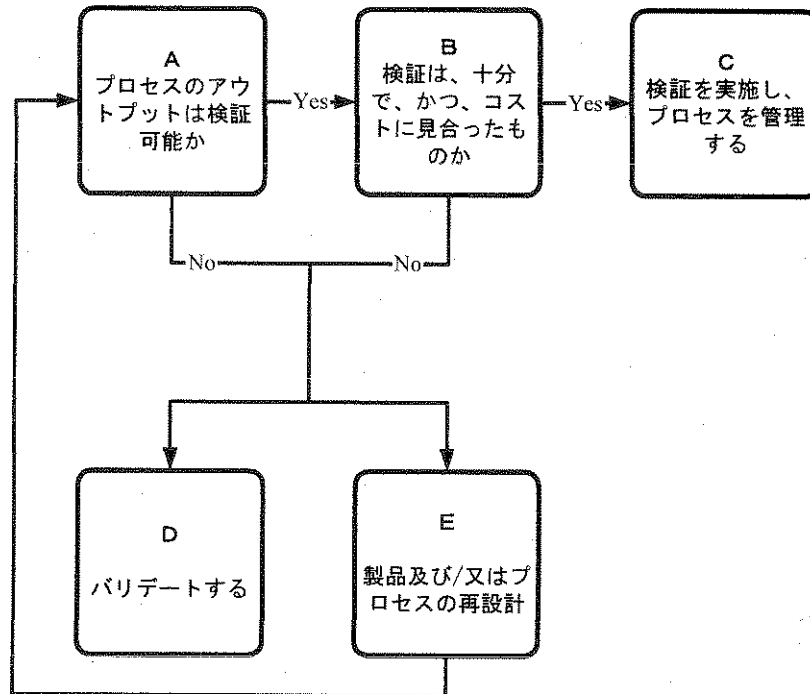 A
プロセスのアウ
トプットは検証
可能か
Yes
B
検証は、十分
で、かつ、コス
トに見合ったも
のか
Yes
C
検証を実施し、
プロセスを管理
する
No
No
D
バリデートする
E
製品及び/又はプ
ロセスの再設計